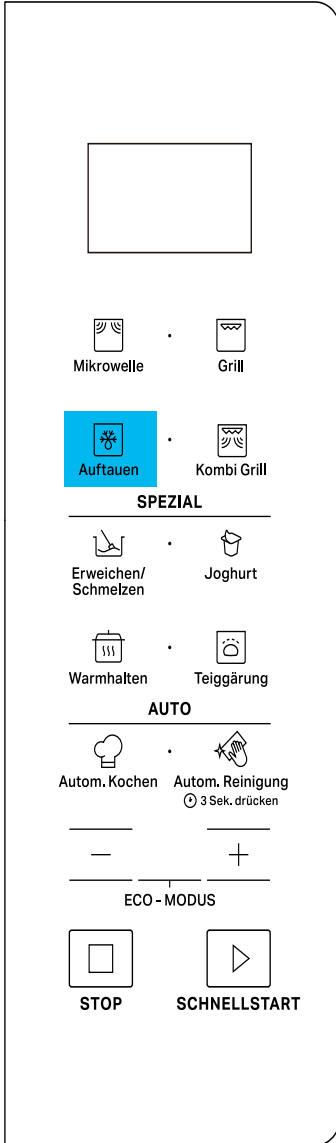 Mikrowelle
Grill
Auftauen
Kombi Grill
SPEZIAL
Erweichen/
Schmelzen
Joghurt
Warmhalten
Teiggärung
AUTO
Autom. Kochen
Autom. Reinigung
3 Sek. drücken
ECO - MODUS
STOP
SCHNELLSTART